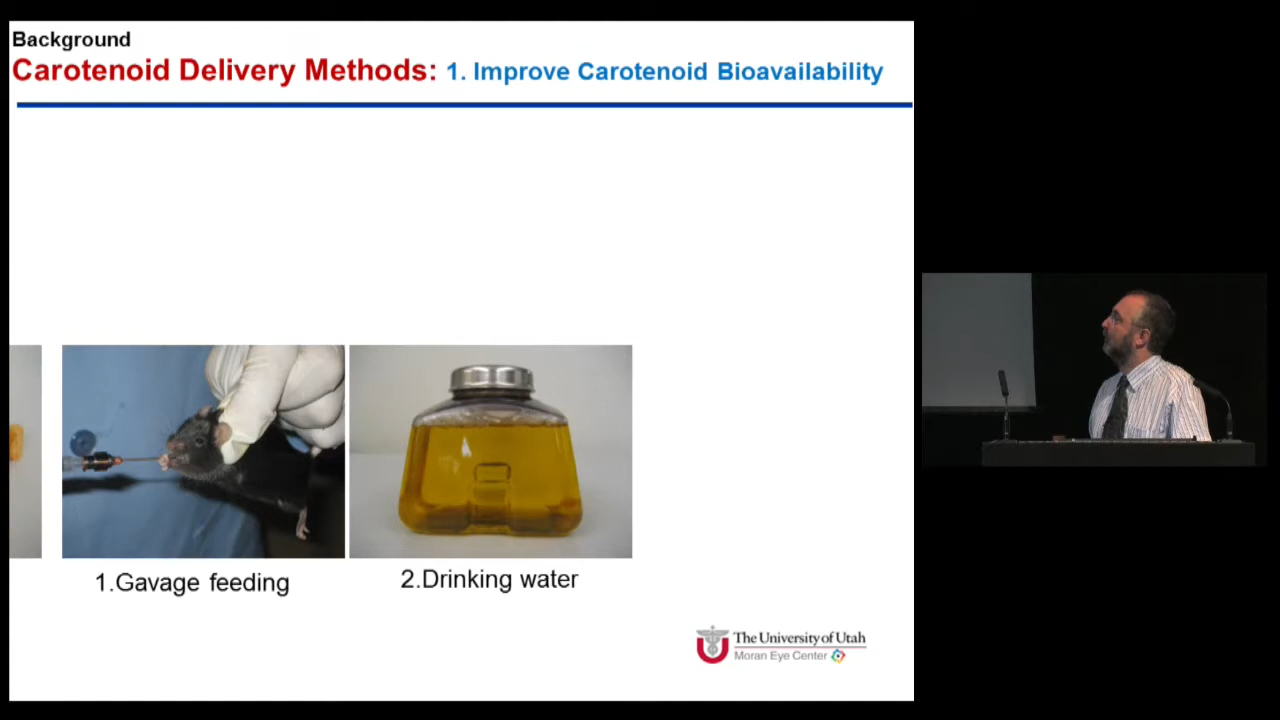 Background
Carotenoid Delivery Methods: 1. Improve Carotenoid Bioavailability
1.Gavage feeding
2.Drinking water
The University of Utah
Moran Eye Center